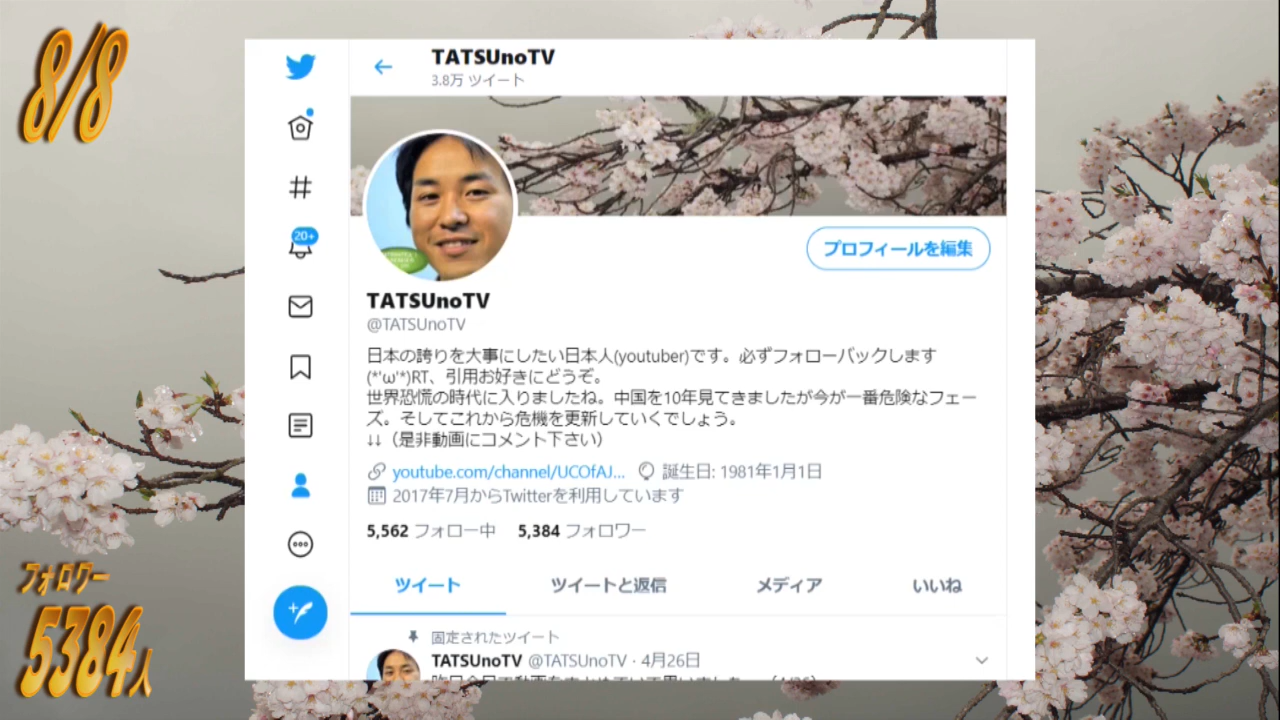 8/8
TATSUnoTV
3.8万 ツイート
20+
プロフィールを編集
TATSUnoTV
@TATSUnoTV
日本の誇りを大事にしたい日本人(youtuber)です。必ずフォローバックします
(*'ω'*)RT、引用お好きにどうぞ。
世界恐慌の時代に入りましたね。中国を10年見てきましたが今が一番危険なフェー
ズ。そしてこれから危機を更新していくでしょう。
↓↓（是非動画にコメント下さい）
youtube.com/channel/UCOfAJ... 誕生日: 1981年1月1日
2017年7月からTwitterを利用しています
5,562 フォロー中 5,384 フォロワー
ツイート ツイートと返信 メディア いいね
固定されたツイート
TATSUnoTV @TATSUnoTV · 4月26日
フォロワー
5384人